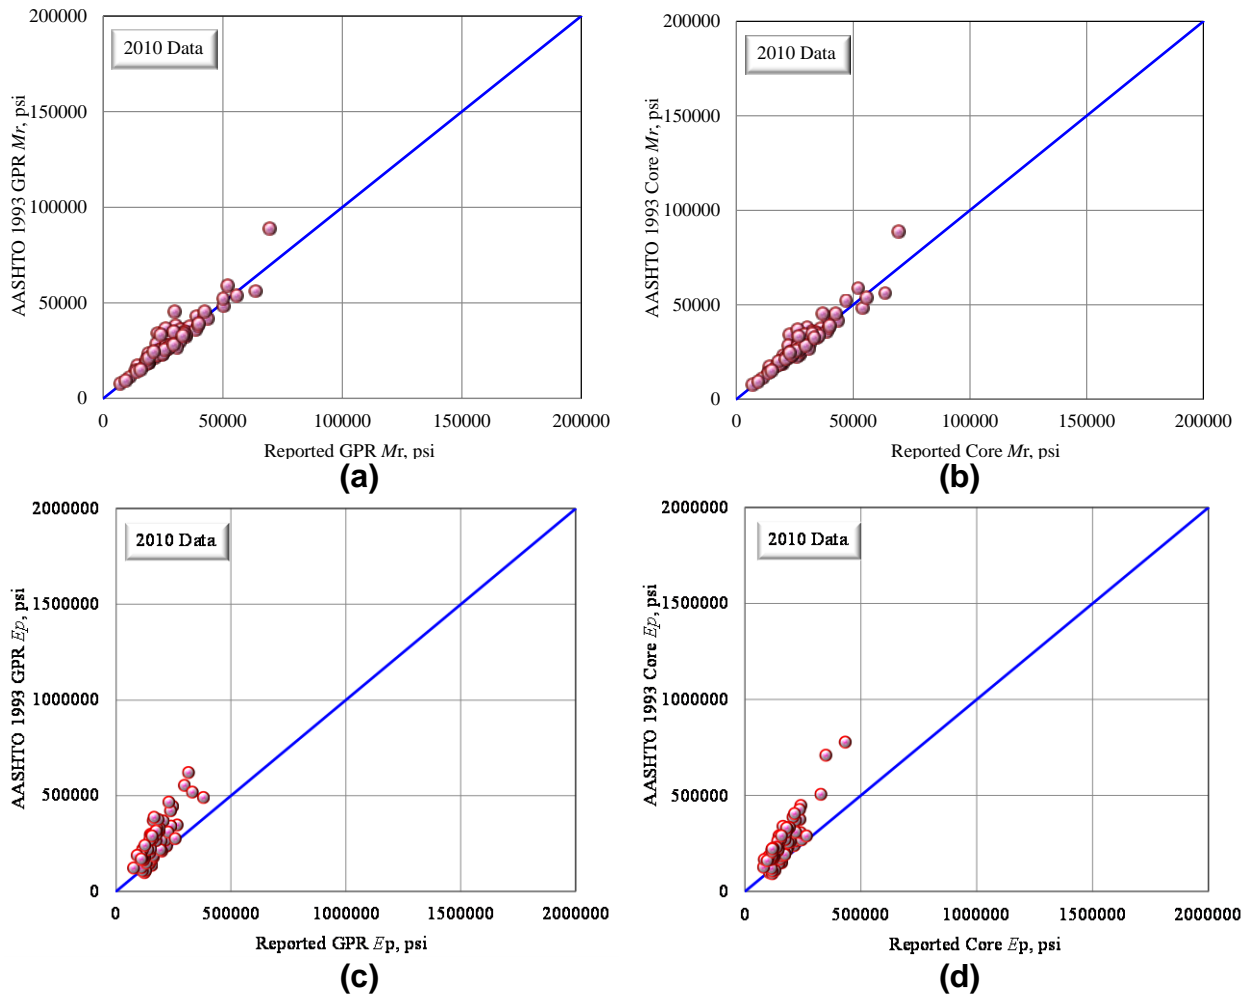 200000
2010 Data
150000
100000
50000
0
AASHTO 1993 GPR Mr, psi
0 50000 100000 150000 200000
Reported GPR Mr, psi
(a)
200000
2010 Data
150000
100000
50000
0
AASHTO 1993 Core Mr, psi
0 50000 100000 150000 200000
Reported Core Mr, psi
(b)
2000000
2010 Data
1500000
1000000
500000
0
AASHTO 1993 GPR Ep, psi
0 500000 1000000 1500000 2000000
Reported GPR Ep, psi
(c)
2000000
2010 Data
1500000
1000000
500000
0
AASHTO 1993 Core Ep, psi
0 500000 1000000 1500000 2000000
Reported Core Ep, psi
(d)